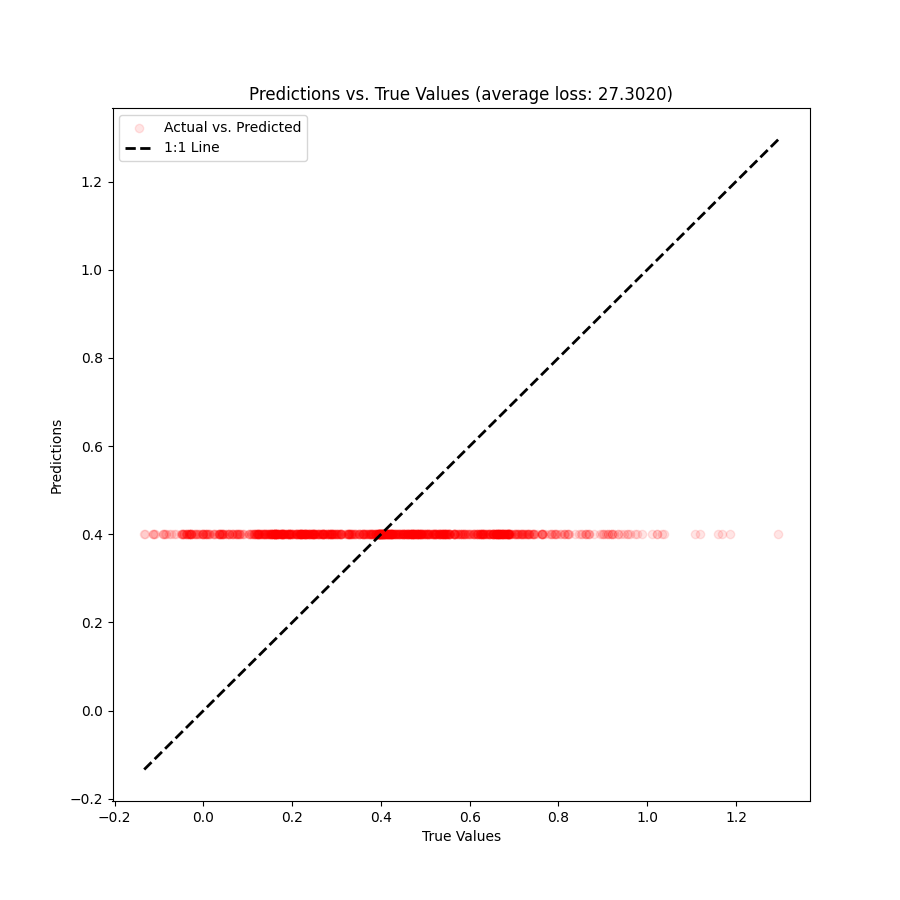 Predictions vs. True Values (average loss: 27.3020)
Actual vs. Predicted
1:1 Line
1.2
1.0
0.8
0.6
0.4
0.2
0.0
−0.2
Predictions
−0.2 0.0 0.2 0.4 0.6 0.8 1.0 1.2
True Values